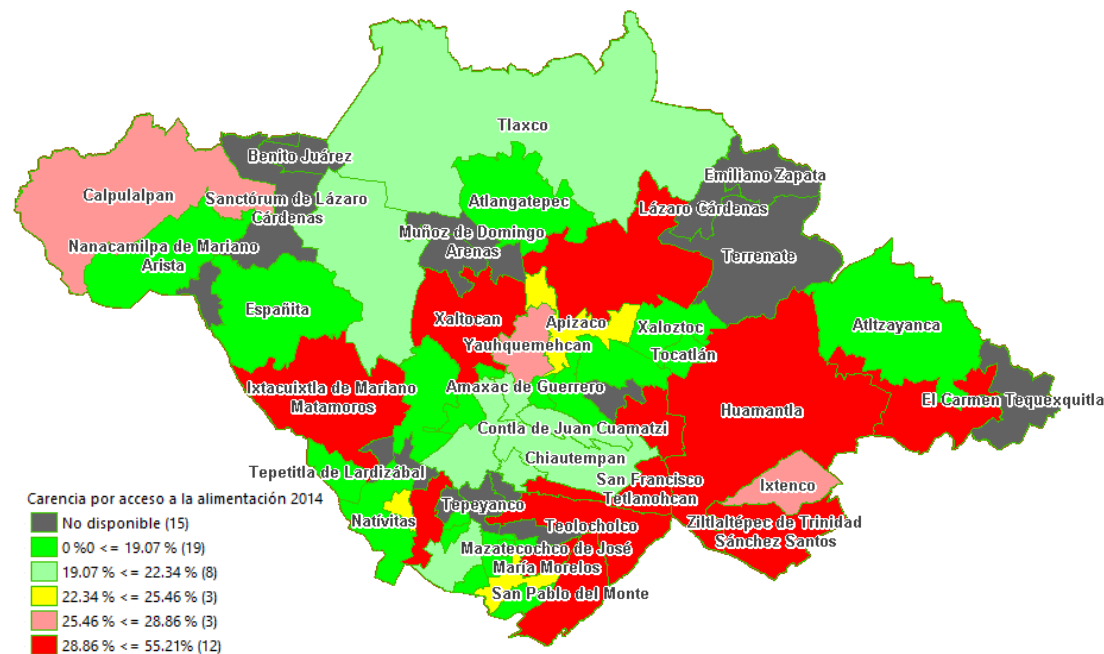 Tlaxco
Benito Juárez
Emiliano Zapata
Calpulalpan
Sanctórum de Lázaro
Cárdenas
Atlangatepec
Lázaro Cárdenas
Muñoz de Domingo
Arenas
Nanacamilpa de Mariano
Arista
Terrenate
Españita
Xaltocan
Apizaco
Xaloztoc
Atltzayanca
Yauhquemehcan
Tocatlán
Ixtacuixtla de Mariano
Matamoros
Amaxac de Guerrero
El Carmen Tequexquitla
Huamantla
Contla de Juan Cuamatzi
Chiautempan
Tepetitla de Lardizábal
San Francisco
Tetlanohcan
Ixtenco
Tepeyanco
Nativitas
Teolocholco
Ziltlaltépec de Trinidad
Sánchez Santos
Mazatecochco de José
María Morelos
San Pablo del Monte
Carencia por acceso a la alimentación 2014
No disponible (15)
0 %0 <= 19.07 % (19)
19.07 % <= 22.34 % (8)
22.34 % <= 25.46 % (3)
25.46 % <= 28.86 % (3)
28.86 % <= 55.21% (12)